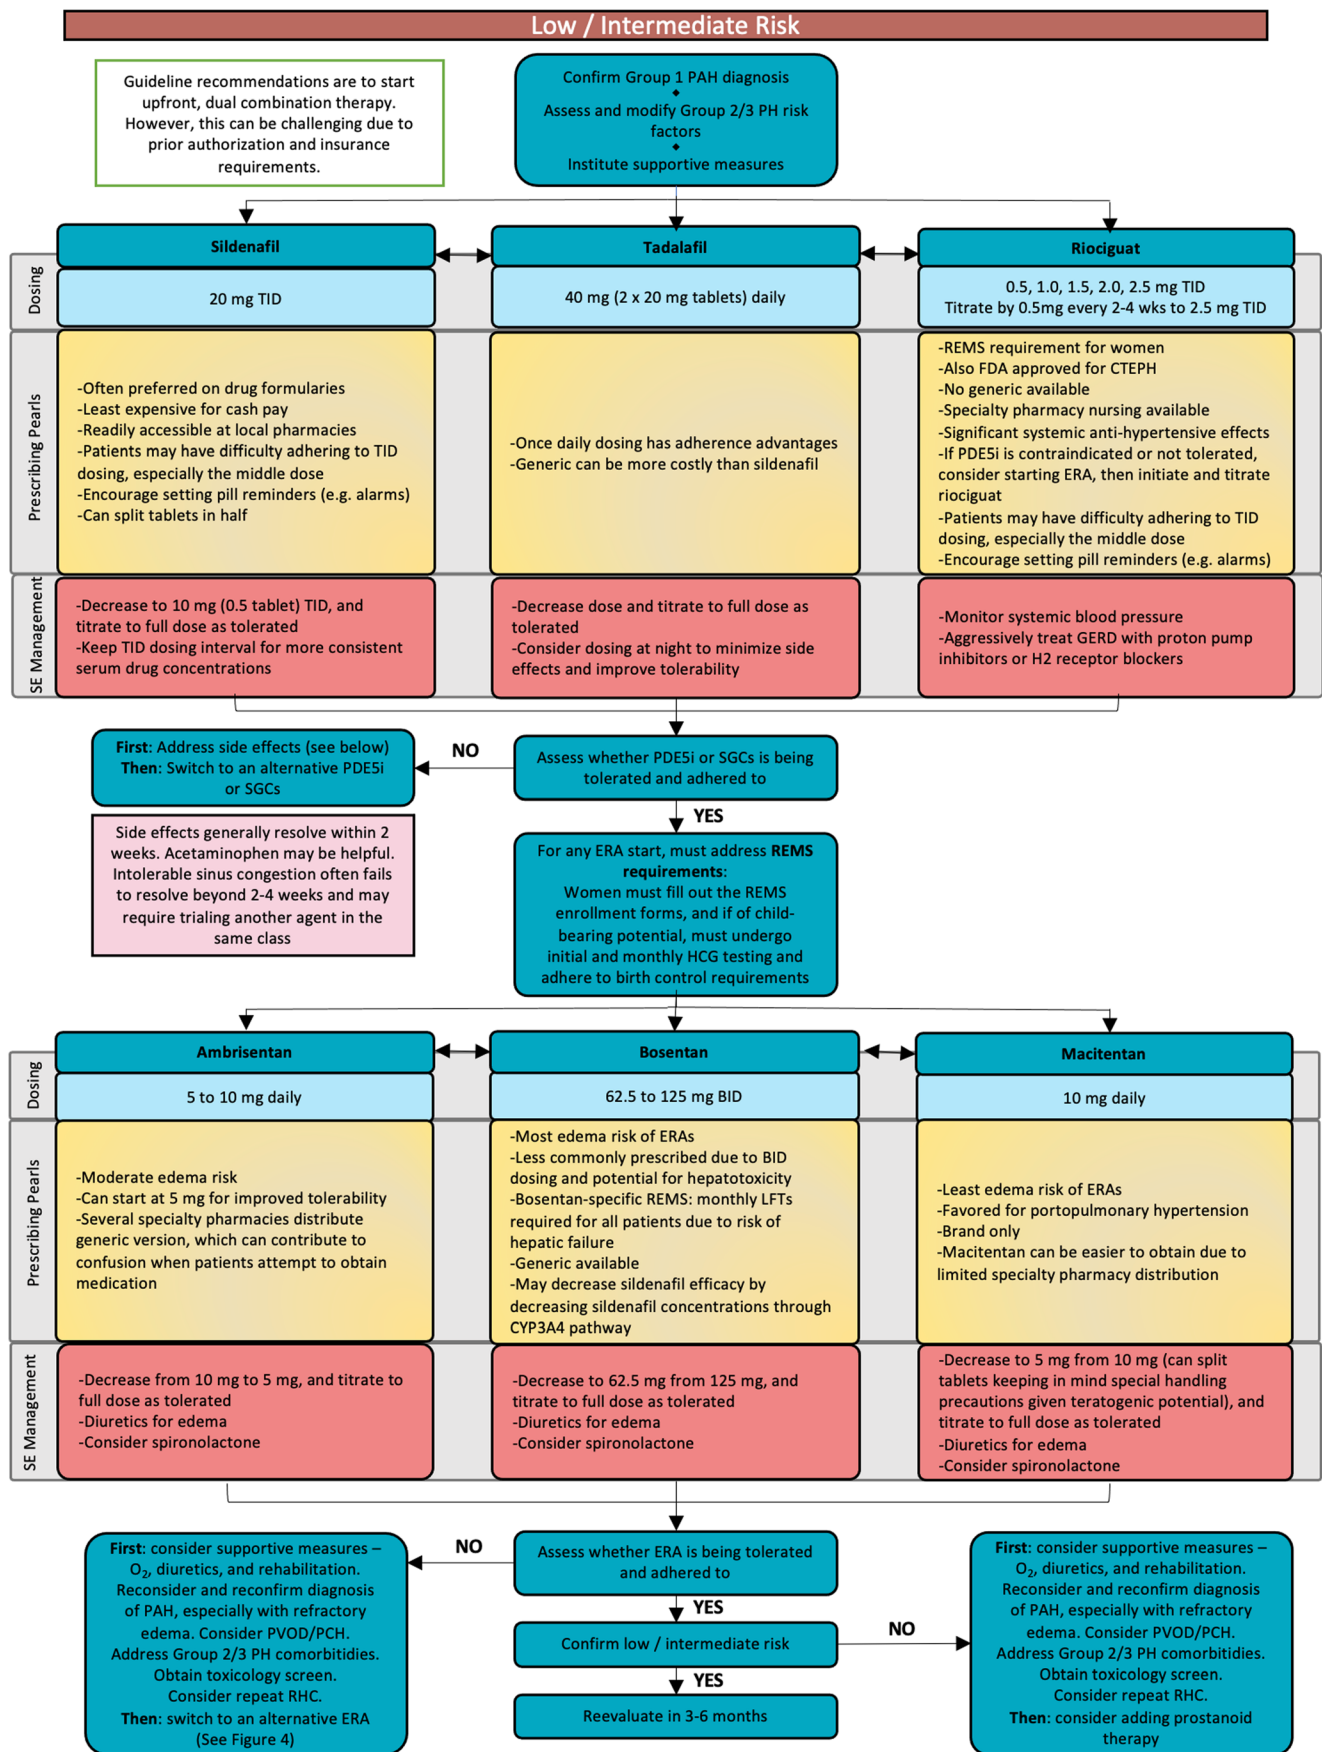 Low / Intermediate Risk
Guideline recommendations are to start
upfront, dual combination therapy.
However, this can be challenging due to
prior authorization and insurance
requirements.
Confirm Group 1 PAH diagnosis
Assess and modify Group 2/3 PH risk
factors
Institute supportive measures
Dosing
Prescribing Pearls
SE Management
Sildenafil
20 mg TID
-Often preferred on drug formularies
-Least expensive for cash pay
-Readily accessible at local pharmacies
-Patients may have difficulty adhering to TID
dosing, especially the middle dose
-Encourage setting pill reminders (e.g. alarms)
-Can split tablets in half
-Decrease to 10 mg (0.5 tablet) TID, and
titrate to full dose as tolerated
-Keep TID dosing interval for more consistent
serum drug concentrations
Tadalafil
40 mg (2 x 20 mg tablets) daily
-Once daily dosing has adherence advantages
-Generic can be more costly than sildenafil
-Decrease dose and titrate to full dose as
tolerated
-Consider dosing at night to minimize side
effects and improve tolerability
Riociguat
0.5, 1.0, 1.5, 2.0, 2.5 mg TID
Titrate by 0.5mg every 2-4 wks to 2.5 mg TID
-REMS requirement for women
-Also FDA approved for CTEPH
-No generic available
-Specialty pharmacy nursing available
-Significant systemic anti-hypertensive effects
-If PDE5i is contraindicated or not tolerated,
consider starting ERA, then initiate and titrate
riociguat
-Patients may have difficulty adhering to TID
dosing, especially the middle dose
-Encourage setting pill reminders (e.g. alarms)
-Monitor systemic blood pressure
-Aggressively treat GERD with proton pump
inhibitors or H2 receptor blockers
First: Address side effects (see below)
Then: Switch to an alternative PDE5i
or SGCs
NO
Assess whether PDE5i or SGCs is being
tolerated and adhered to
YES
Side effects generally resolve within 2
weeks. Acetaminophen may be helpful.
Intolerable sinus congestion often fails
to resolve beyond 2-4 weeks and may
require trialing another agent in the
same class
For any ERA start, must address REMS
requirements:
Women must fill out the REMS
enrollment forms, and if of child-
bearing potential, must undergo
initial and monthly HCG testing and
adhere to birth control requirements
Dosing
Prescribing Pearls
SE Management
Ambrisentan
5 to 10 mg daily
-Moderate edema risk
-Can start at 5 mg for improved tolerability
-Several specialty pharmacies distribute
generic version, which can contribute to
confusion when patients attempt to obtain
medication
-Decrease from 10 mg to 5 mg, and titrate to
full dose as tolerated
-Diuretics for edema
-Consider spironolactone
Bosentan
62.5 to 125 mg BID
-Most edema risk of ERAs
-Less commonly prescribed due to BID
dosing and potential for hepatotoxicity
-Bosentan-specific REMS: monthly LFTs
required for all patients due to risk of
hepatic failure
-Generic available
-May decrease sildenafil efficacy by
decreasing sildenafil concentrations through
CYP3A4 pathway
-Decrease to 62.5 mg from 125 mg, and
titrate to full dose as tolerated
-Diuretics for edema
-Consider spironolactone
Macitentan
10 mg daily
-Least edema risk of ERAs
-Favored for portopulmonary hypertension
-Brand only
-Macitentan can be easier to obtain due to
limited specialty pharmacy distribution
-Decrease to 5 mg from 10 mg (can split
tablets keeping in mind special handling
precautions given teratogenic potential), and
titrate to full dose as tolerated
-Diuretics for edema
-Consider spironolactone
First: consider supportive measures –
O₂, diuretics, and rehabilitation.
Reconsider and reconfirm diagnosis
of PAH, especially with refractory
edema. Consider PVOD/PCH.
Address Group 2/3 PH comorbitidies.
Obtain toxicology screen.
Consider repeat RHC.
Then: switch to an alternative ERA
(See Figure 4)
NO
Assess whether ERA is being tolerated
and adhered to
YES
Confirm low / intermediate risk
NO
YES
Reevaluate in 3-6 months
First: consider supportive measures –
O₂, diuretics, and rehabilitation.
Reconsider and reconfirm diagnosis
of PAH, especially with refractory
edema. Consider PVOD/PCH.
Address Group 2/3 PH comorbitidies.
Obtain toxicology screen.
Consider repeat RHC.
Then: consider adding prostanoid
therapy